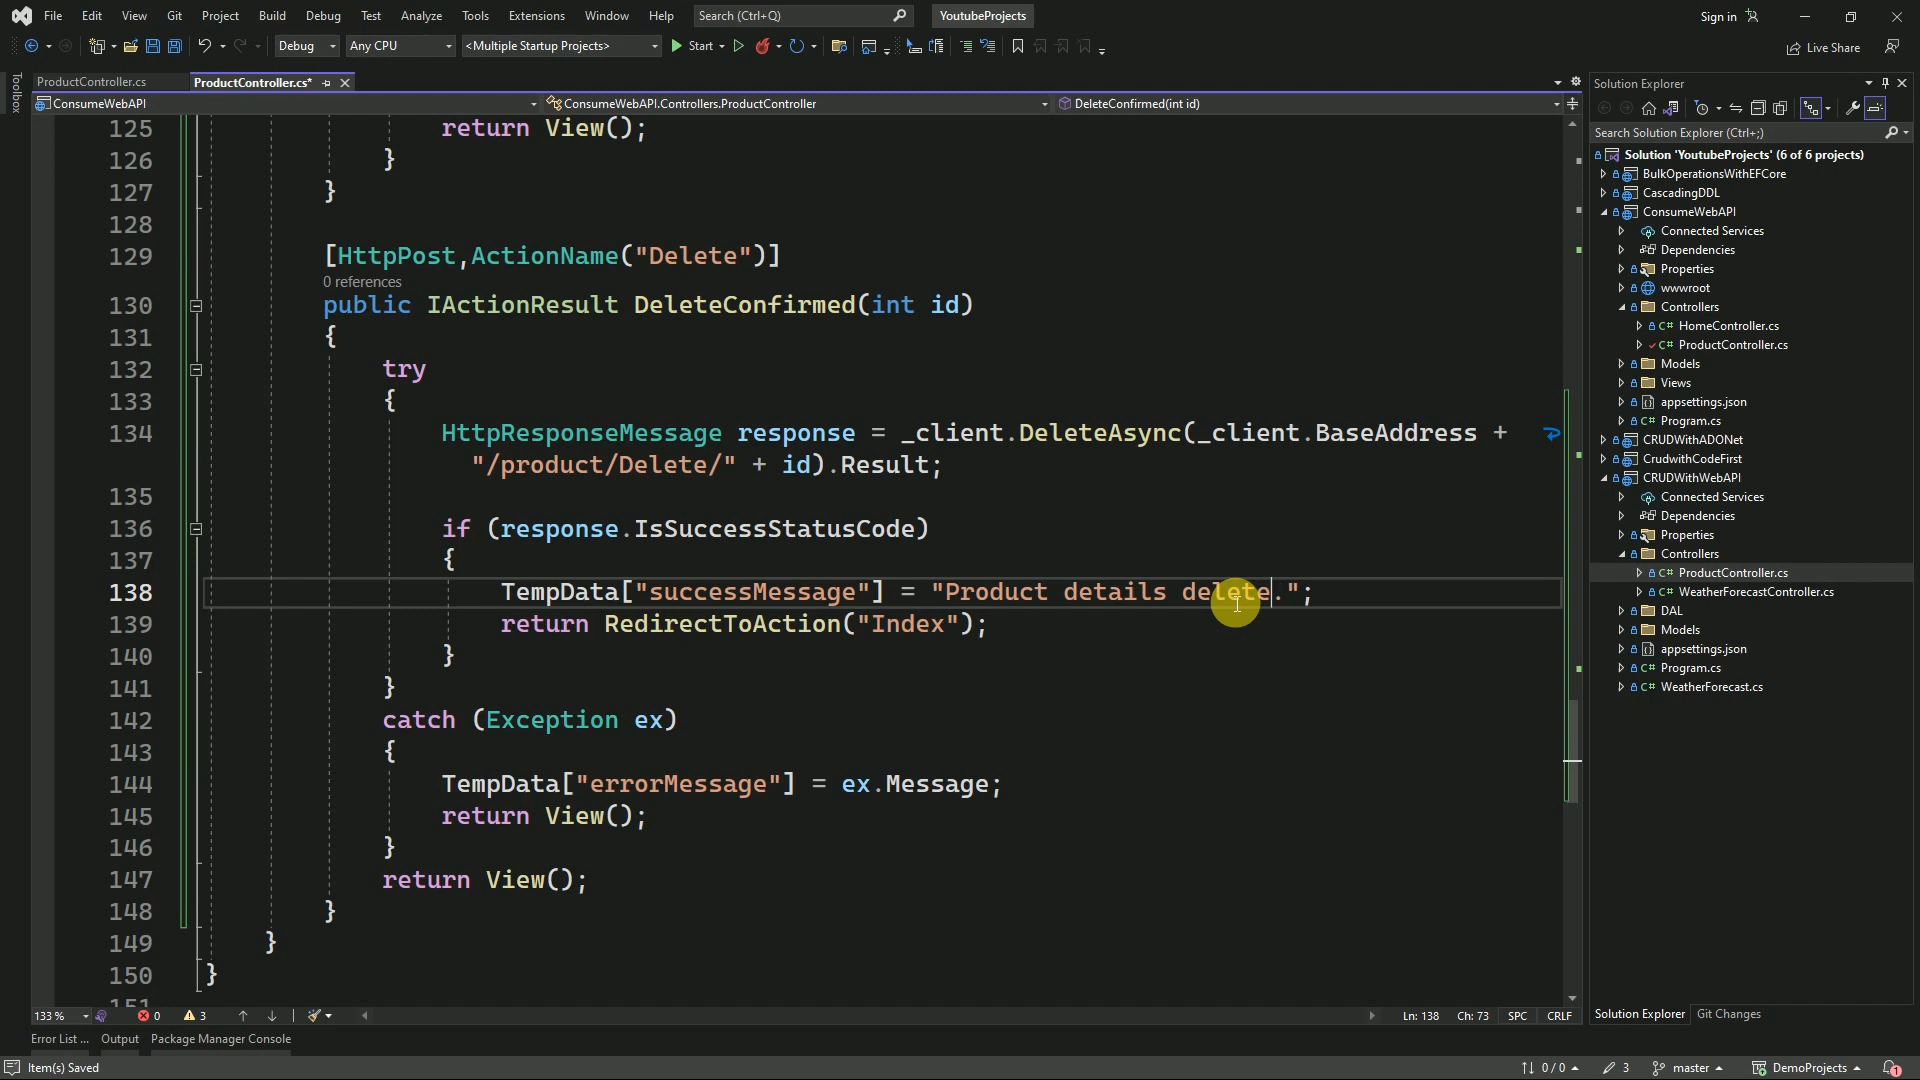 File Edit View Git Project Build Debug Test Analyze Tools Extensions Window Help Search (Ctrl+Q) YoutubeProjects Sign in
Debug Any CPU <Multiple Startup Projects> Start Live Share
Toolbox
ProductController.cs ProductController.cs*
ConsumeWebAPI ConsumeWebAPI.Controllers.ProductController DeleteConfirmed(int id)
125 return View();
126 }
127 }
128
129 [HttpPost,ActionName("Delete")]
0 references
130 public IActionResult DeleteConfirmed(int id)
131 {
132 try
133 {
134 HttpResponseMessage response = _client.DeleteAsync(_client.BaseAddress +
"/product/Delete/" + id).Result;
135
136 if (response.IsSuccessStatusCode)
137 {
138 TempData["successMessage"] = "Product details delete.";
139 return RedirectToAction("Index");
140 }
141 }
142 catch (Exception ex)
143 {
144 TempData["errorMessage"] = ex.Message;
145 return View();
146 }
147 return View();
148 }
149 }
150 }
151
133 % 0 3 Ln: 138 Ch: 73 SPC CRLF
Error List ... Output Package Manager Console
Item(s) Saved 0 / 0 3 master DemoProjects 1
Solution Explorer
Search Solution Explorer (Ctrl+;)
Solution 'YoutubeProjects' (6 of 6 projects)
BulkOperationsWithEFCore
CascadingDDL
ConsumeWebAPI
Connected Services
Dependencies
Properties
wwwroot
Controllers
C# HomeController.cs
C# ProductController.cs
Models
Views
appsettings.json
C# Program.cs
CRUDWithADONet
CrudwithCodeFirst
CRUDWithWebAPI
Connected Services
Dependencies
Properties
Controllers
C# ProductController.cs
C# WeatherForecastController.cs
DAL
Models
appsettings.json
C# Program.cs
C# WeatherForecast.cs
Solution Explorer Git Changes